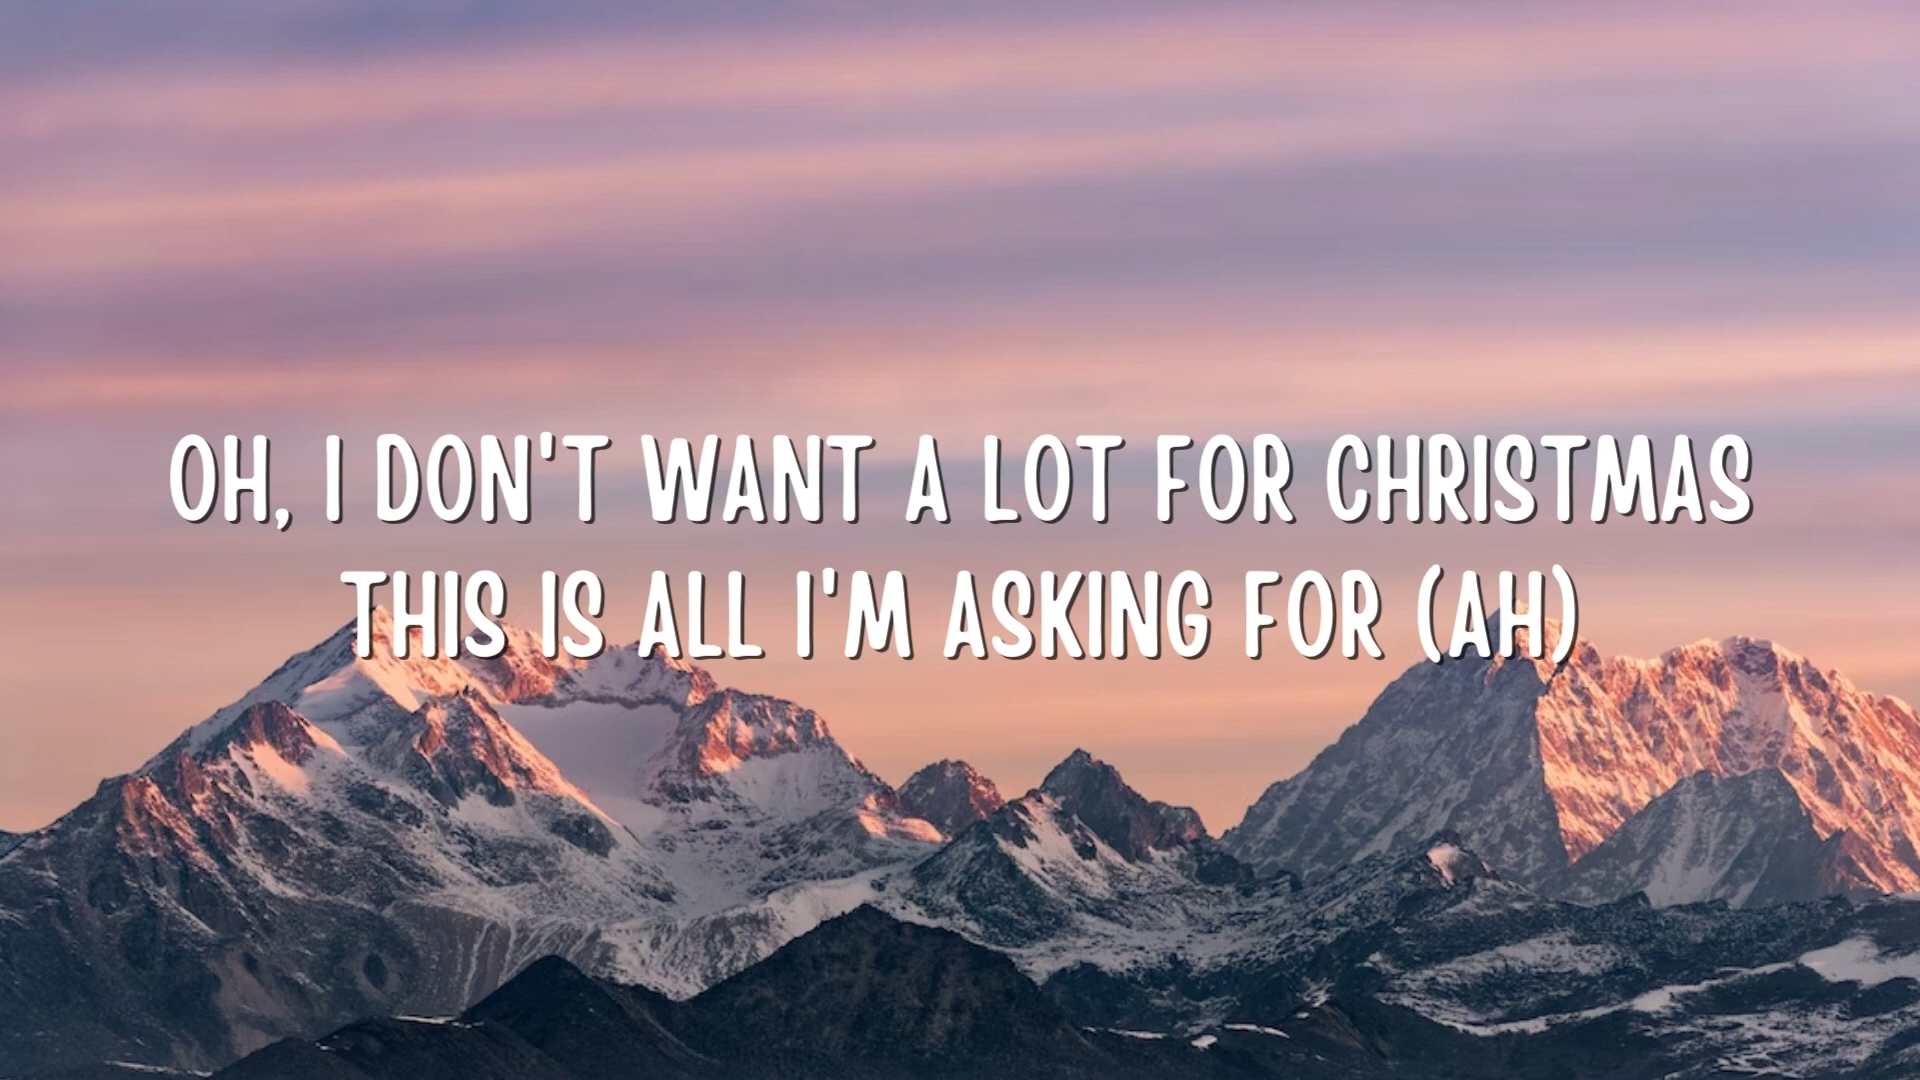 OH, I DON'T WANT A LOT FOR CHRISTMAS
THIS IS ALL I'M ASKING FOR (AH)